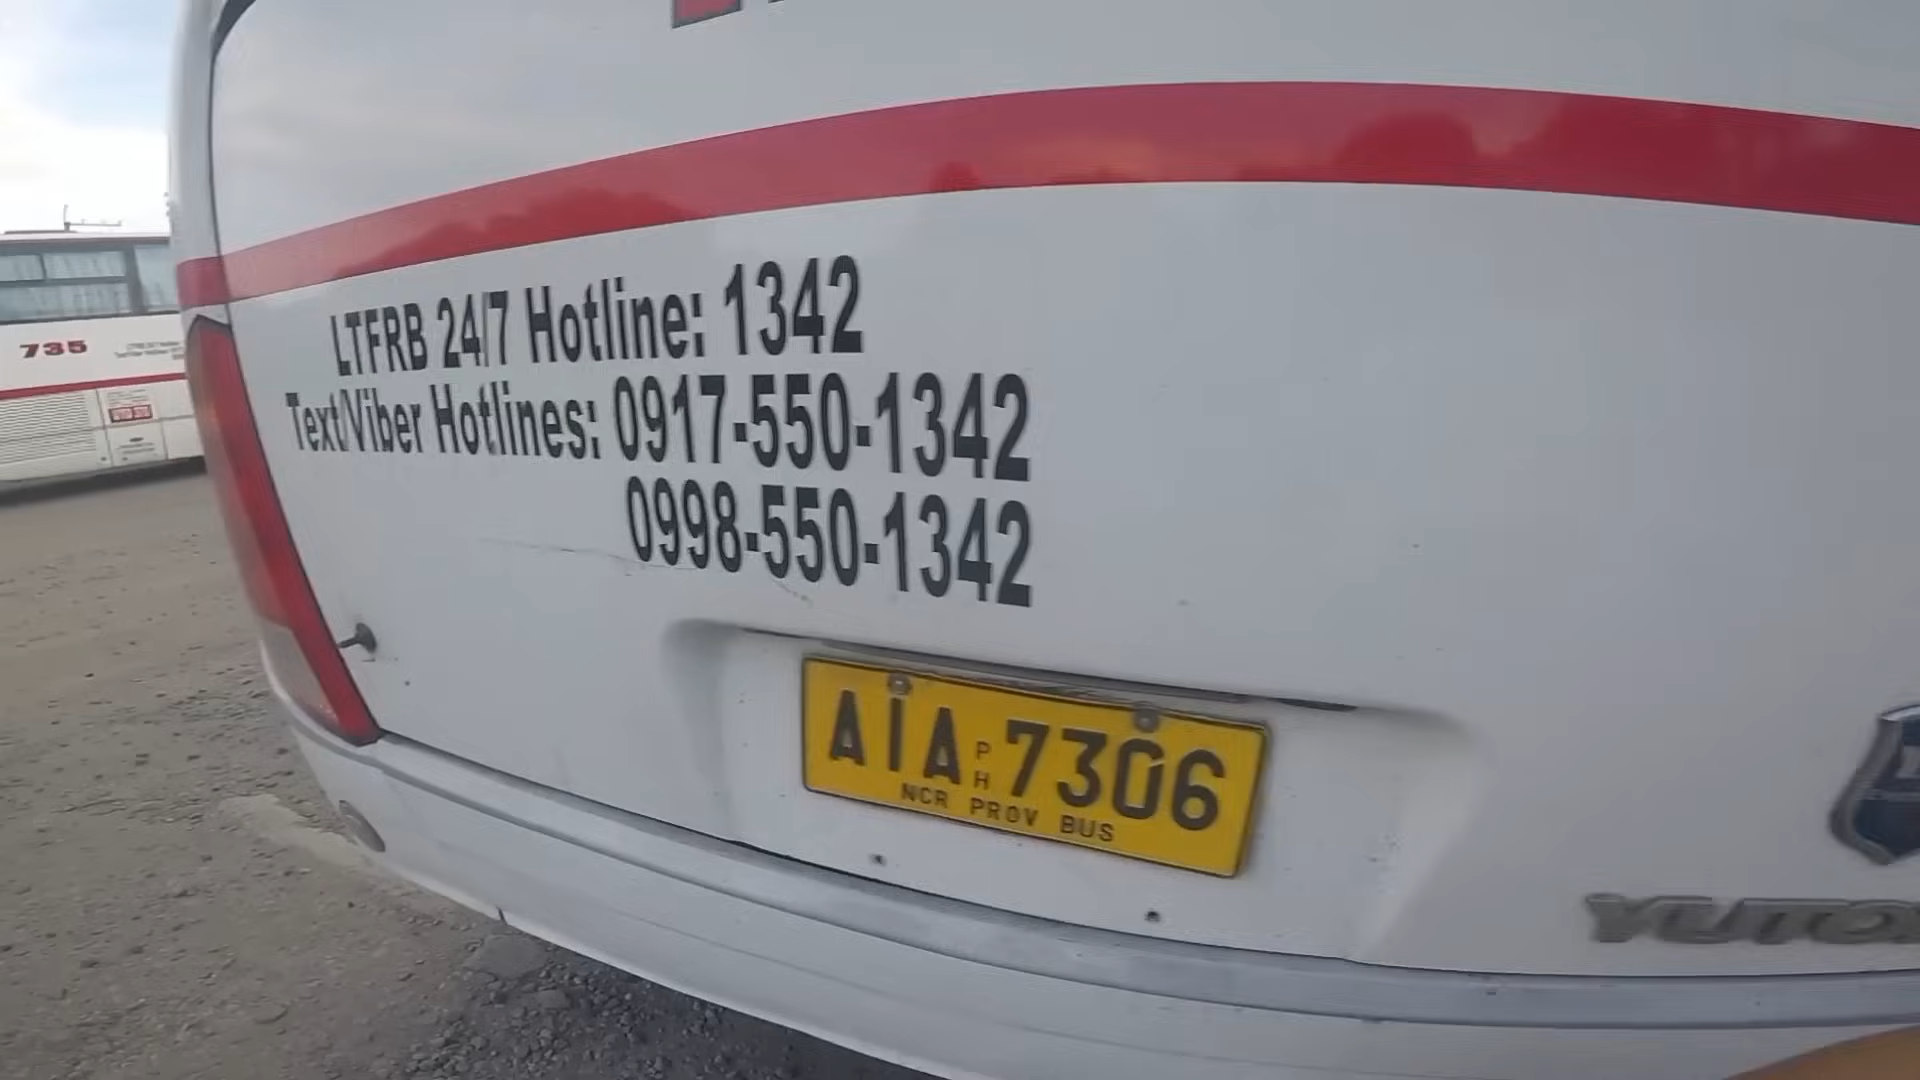 735
LTFRB 24/7 Hotline: 1342
Text/Viber Hotlines: 0917-550-1342
0998-550-1342
AIA PH 7306
NCR PROV BUS